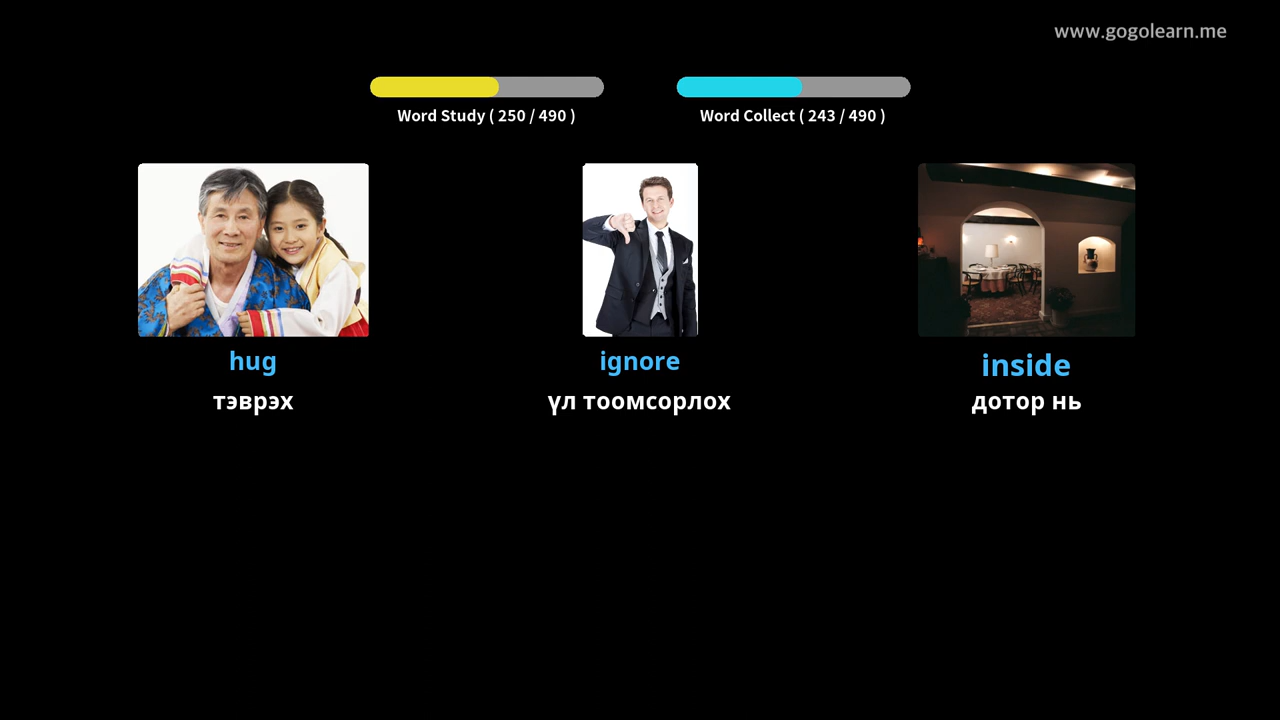 www.gogolearn.me
Word Study ( 250 / 490 )
Word Collect ( 243 / 490 )
hug
ignore
inside
тэврэх
үл тоомсорлох
дотор нь